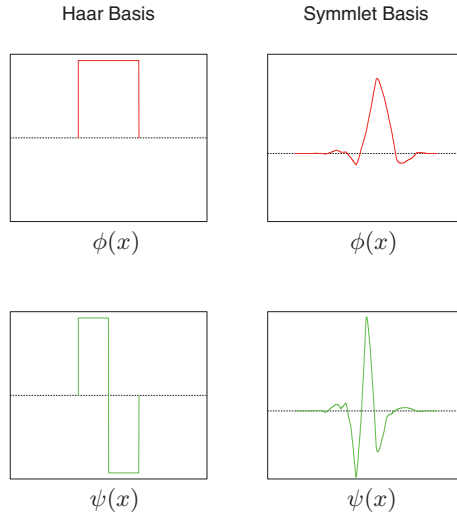 Haar Basis
Symmlet Basis
ϕ(x)
ϕ(x)
ψ(x)
ψ(x)